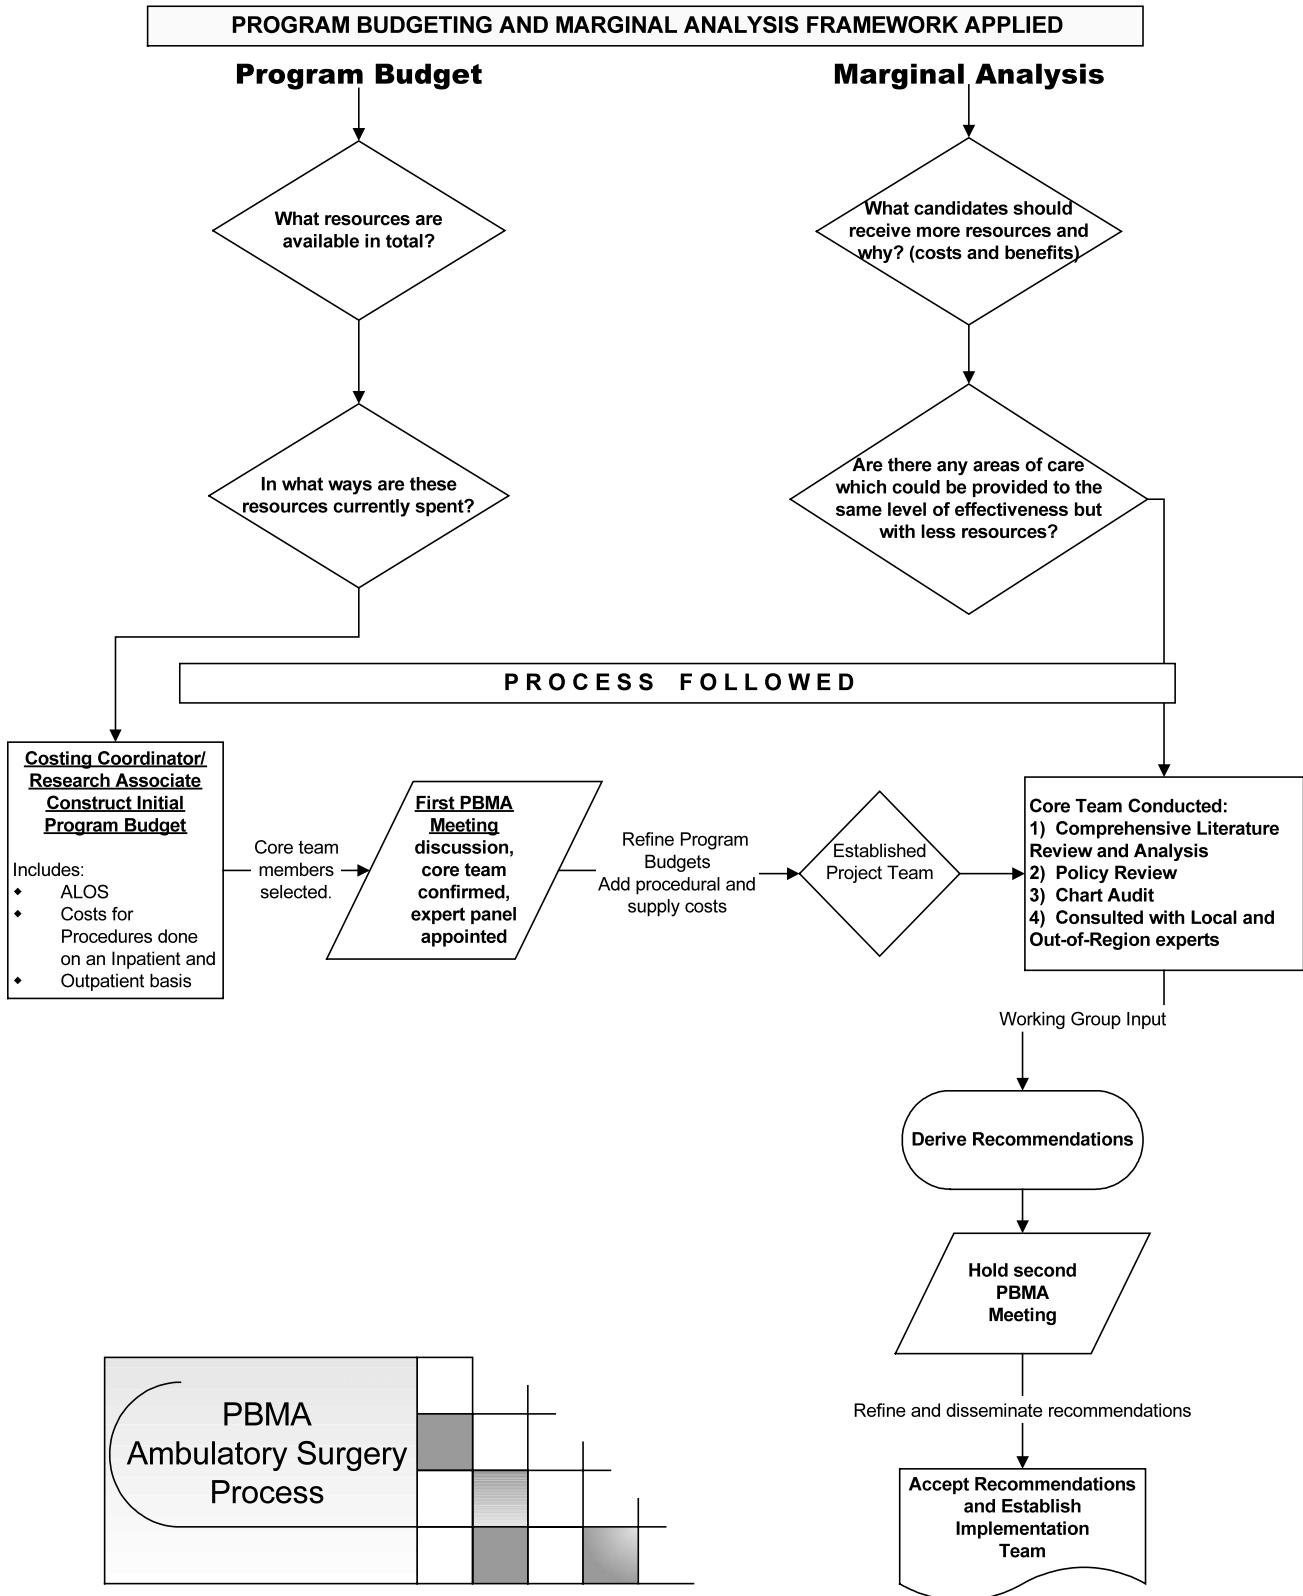 PROGRAM BUDGETING AND MARGINAL ANALYSIS FRAMEWORK APPLIED
Program Budget
Marginal Analysis
What resources are
available in total?
What candidates should
receive more resources and
why? (costs and benefits)
In what ways are these
resources currently spent?
Are there any areas of care
which could be provided to the
same level of effectiveness but
with less resources?
PROCESS FOLLOWED
Costing Coordinator/
Research Associate
Construct Initial
Program Budget
Includes:
◆ ALOS
◆ Costs for
Procedures done
on an Inpatient and
◆ Outpatient basis
Core team
members
selected.
First PBMA
Meeting
discussion,
core team
confirmed,
expert panel
appointed
Refine Program
Budgets
Add procedural and
supply costs
Established
Project Team
Core Team Conducted:
1) Comprehensive Literature
Review and Analysis
2) Policy Review
3) Chart Audit
4) Consulted with Local and
Out-of-Region experts
Working Group Input
Derive Recommendations
Hold second
PBMA
Meeting
Refine and disseminate recommendations
Accept Recommendations
and Establish
Implementation
Team
PBMA
Ambulatory Surgery
Process